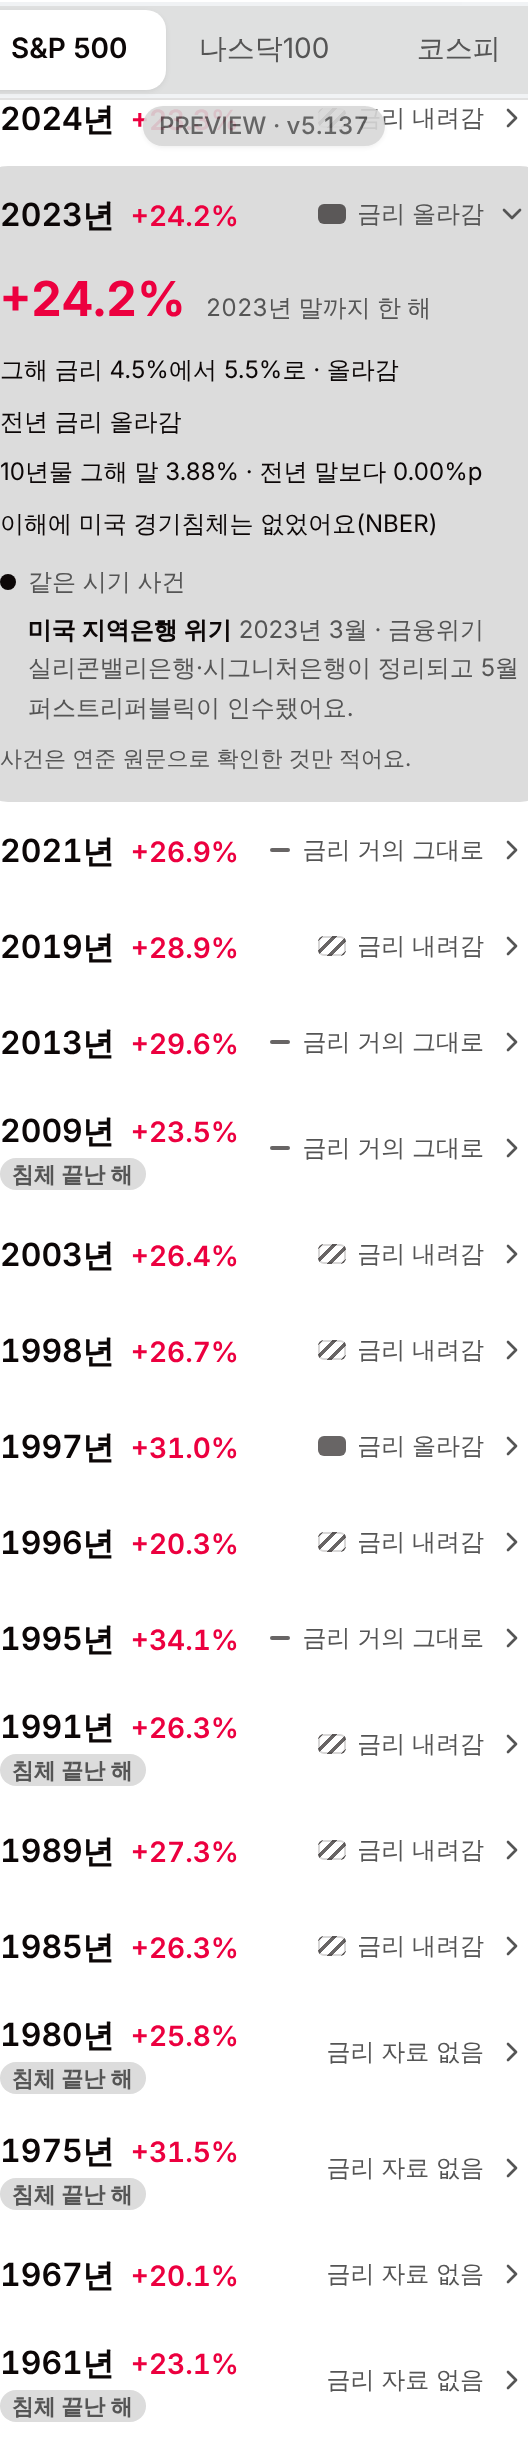 S&P 500 나스닥100 코스피
2024년 금리 내려감
PREVIEW · v5.137
2023년 +24.2% 금리 올라감
+24.2% 2023년 말까지 한 해
그해 금리 4.5%에서 5.5%로 · 올라감
전년 금리 올라감
10년물 그해 말 3.88% · 전년 말보다 0.00%p
이해에 미국 경기침체는 없었어요(NBER)
같은 시기 사건
미국 지역은행 위기 2023년 3월 · 금융위기
실리콘밸리은행·시그니처은행이 정리되고 5월
퍼스트리퍼블릭이 인수됐어요.
사건은 연준 원문으로 확인한 것만 적어요.
2021년 +26.9% 금리 거의 그대로
2019년 +28.9% 금리 내려감
2013년 +29.6% 금리 거의 그대로
2009년 +23.5% 금리 거의 그대로
침체 끝난 해
2003년 +26.4% 금리 내려감
1998년 +26.7% 금리 내려감
1997년 +31.0% 금리 올라감
1996년 +20.3% 금리 내려감
1995년 +34.1% 금리 거의 그대로
1991년 +26.3% 금리 내려감
침체 끝난 해
1989년 +27.3% 금리 내려감
1985년 +26.3% 금리 내려감
1980년 +25.8% 금리 자료 없음
침체 끝난 해
1975년 +31.5% 금리 자료 없음
침체 끝난 해
1967년 +20.1% 금리 자료 없음
1961년 +23.1% 금리 자료 없음
침체 끝난 해